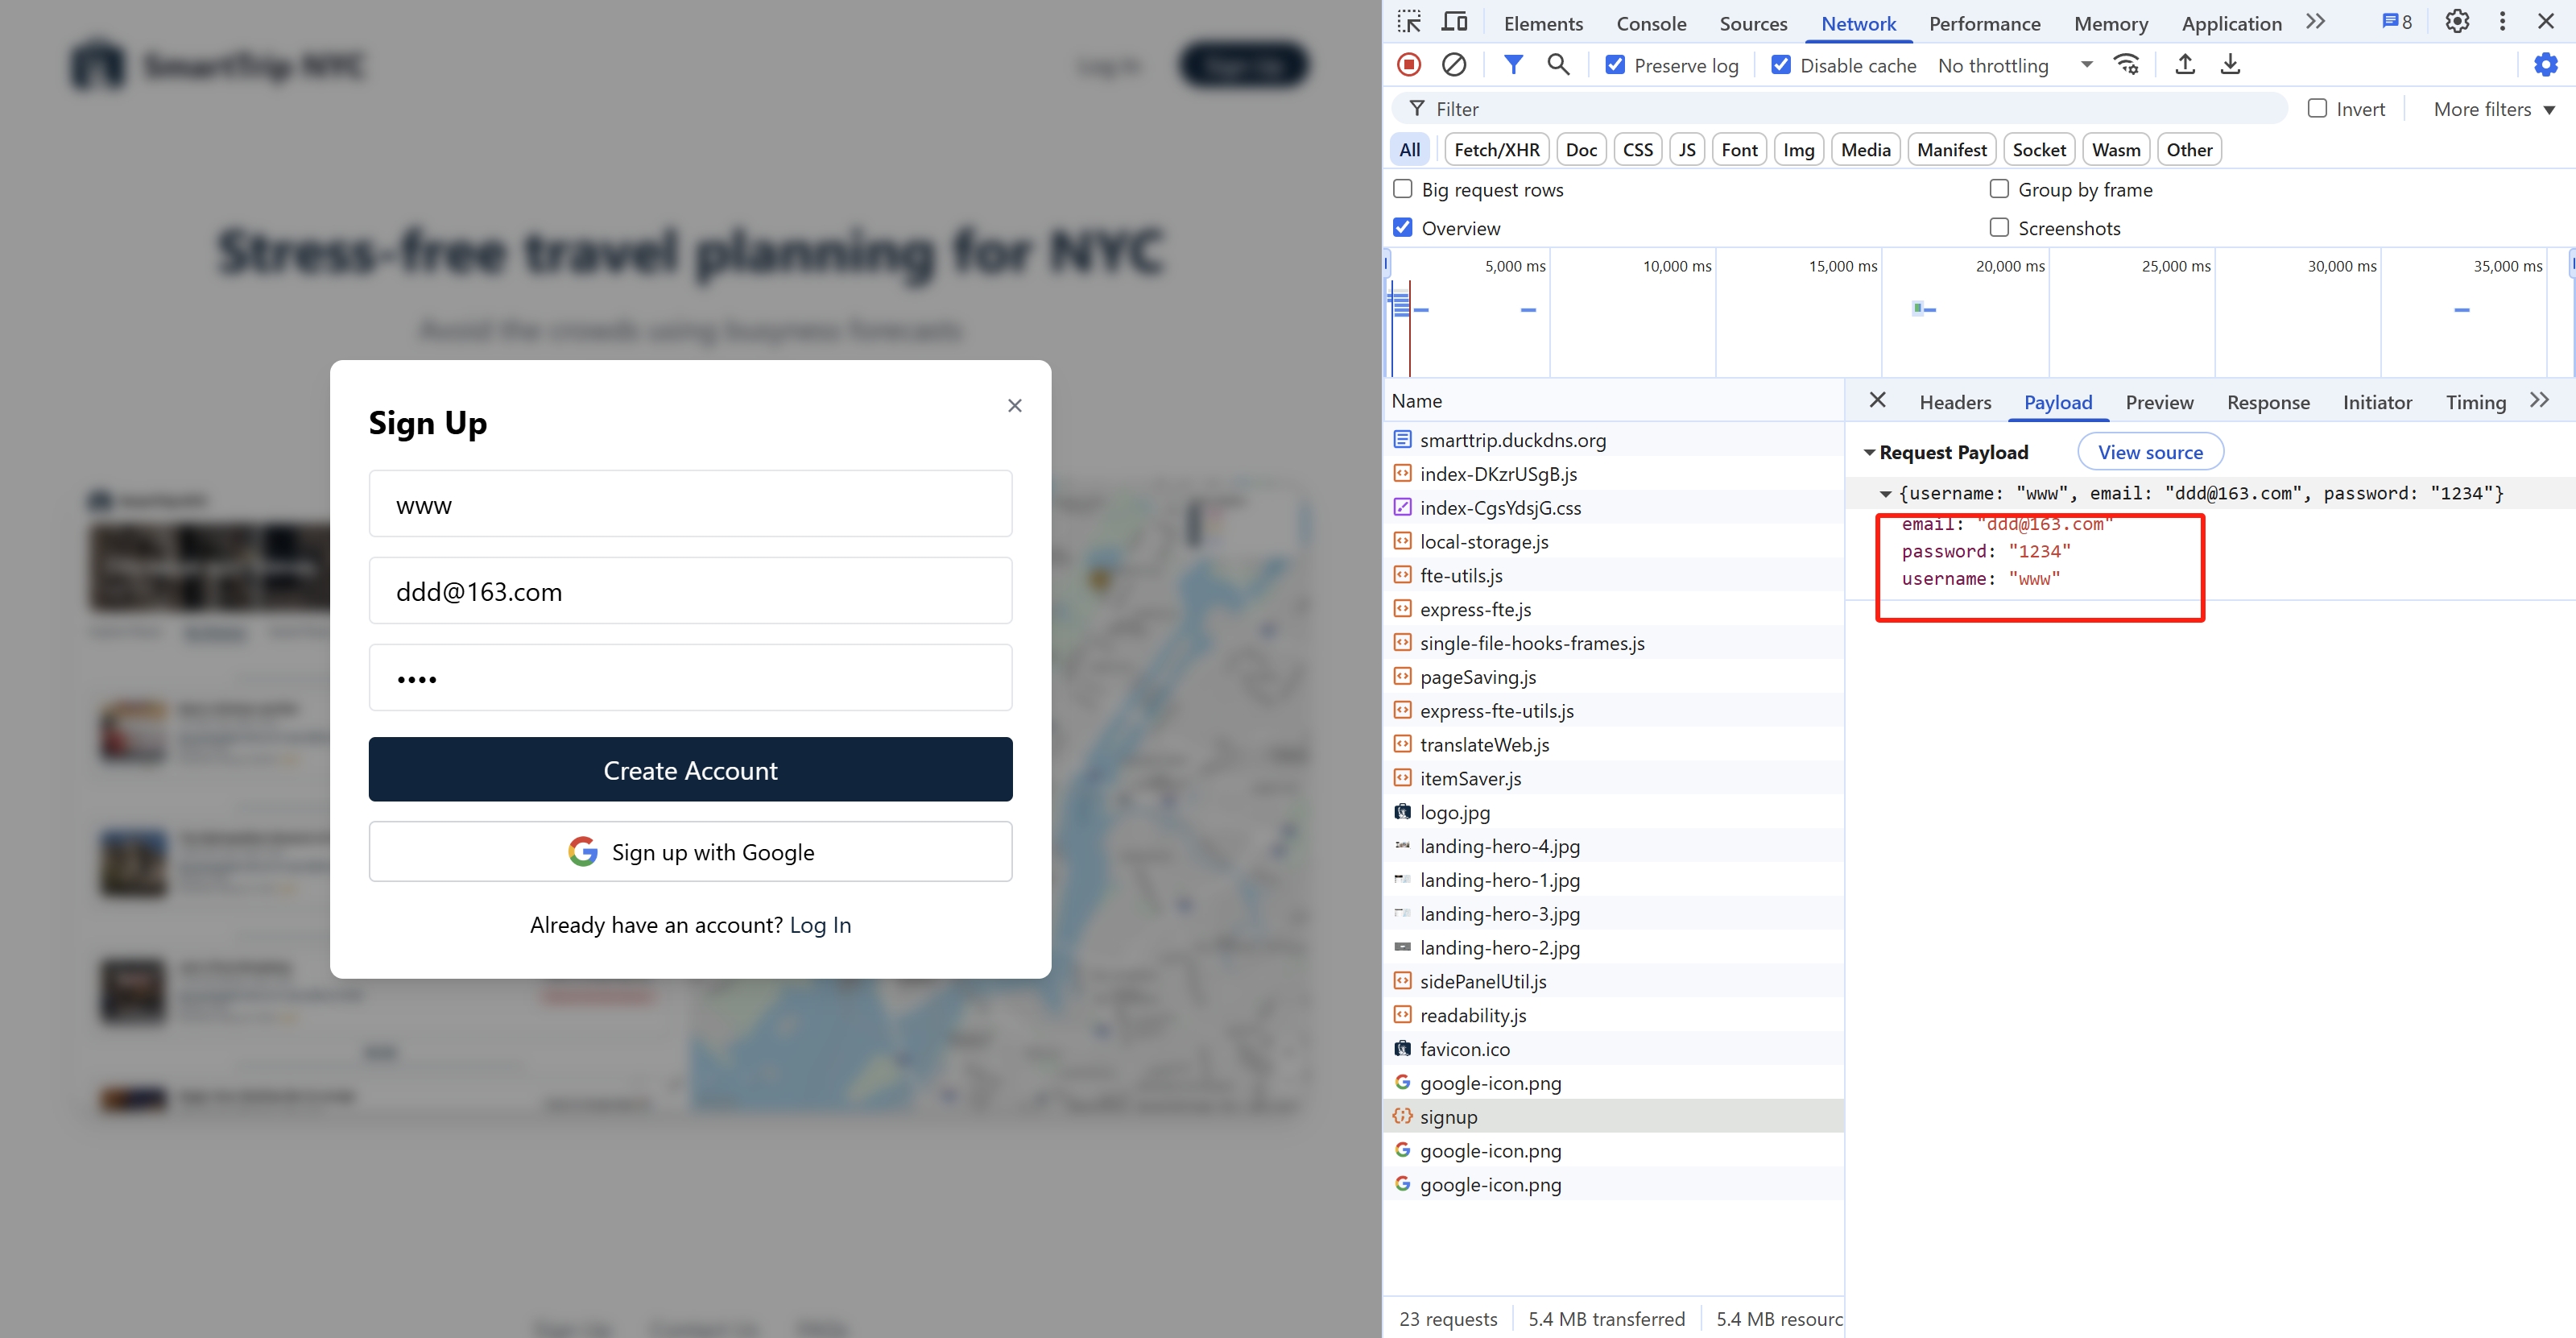 SmartTrip NYC
Log In
Sign Up
Stress-free travel planning for NYC
Avoid the crowds using busyness forecasts
Sign Up
×
www
ddd@163.com
••••
Create Account
Sign up with Google
Already have an account? Log In
Sign Up
Contact Us
FAQs
Elements
Console
Sources
Network
Performance
Memory
Application
8
Preserve log
Disable cache
No throttling
Filter
Invert
More filters
All
Fetch/XHR
Doc
CSS
JS
Font
Img
Media
Manifest
Socket
Wasm
Other
Big request rows
Group by frame
Overview
Screenshots
5,000 ms
10,000 ms
15,000 ms
20,000 ms
25,000 ms
30,000 ms
35,000 ms
Name
smarttrip.duckdns.org
index-DKzrUSgB.js
index-CgsYdsjG.css
local-storage.js
fte-utils.js
express-fte.js
single-file-hooks-frames.js
pageSaving.js
express-fte-utils.js
translateWeb.js
itemSaver.js
logo.jpg
landing-hero-4.jpg
landing-hero-1.jpg
landing-hero-3.jpg
landing-hero-2.jpg
sidePanelUtil.js
readability.js
favicon.ico
google-icon.png
signup
google-icon.png
google-icon.png
23 requests
5.4 MB transferred
5.4 MB resourc
Headers
Payload
Preview
Response
Initiator
Timing
Request Payload
View source
{username: "www", email: "ddd@163.com", password: "1234"}
email: "ddd@163.com"
password: "1234"
username: "www"